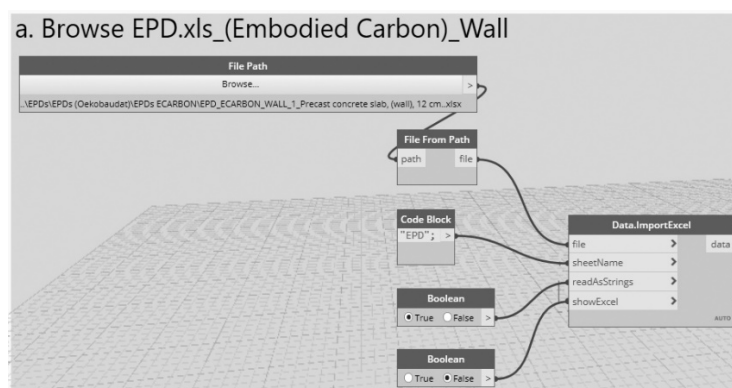 a. Browse EPD.xls_(Embodied Carbon)_Wall
File Path
Browse...
>
..\EPDs\EPDs (Oekobaudat)\EPDs ECARBON\EPD_ECARBON_WALL_1_Precast concrete slab, (wall), 12 cm..xlsx
File From Path
path file
Code Block
"EPD"; >
Data.ImportExcel
file > data
sheetName >
readAsStrings >
showExcel >
AUTO
Boolean
True False >
Boolean
True False >